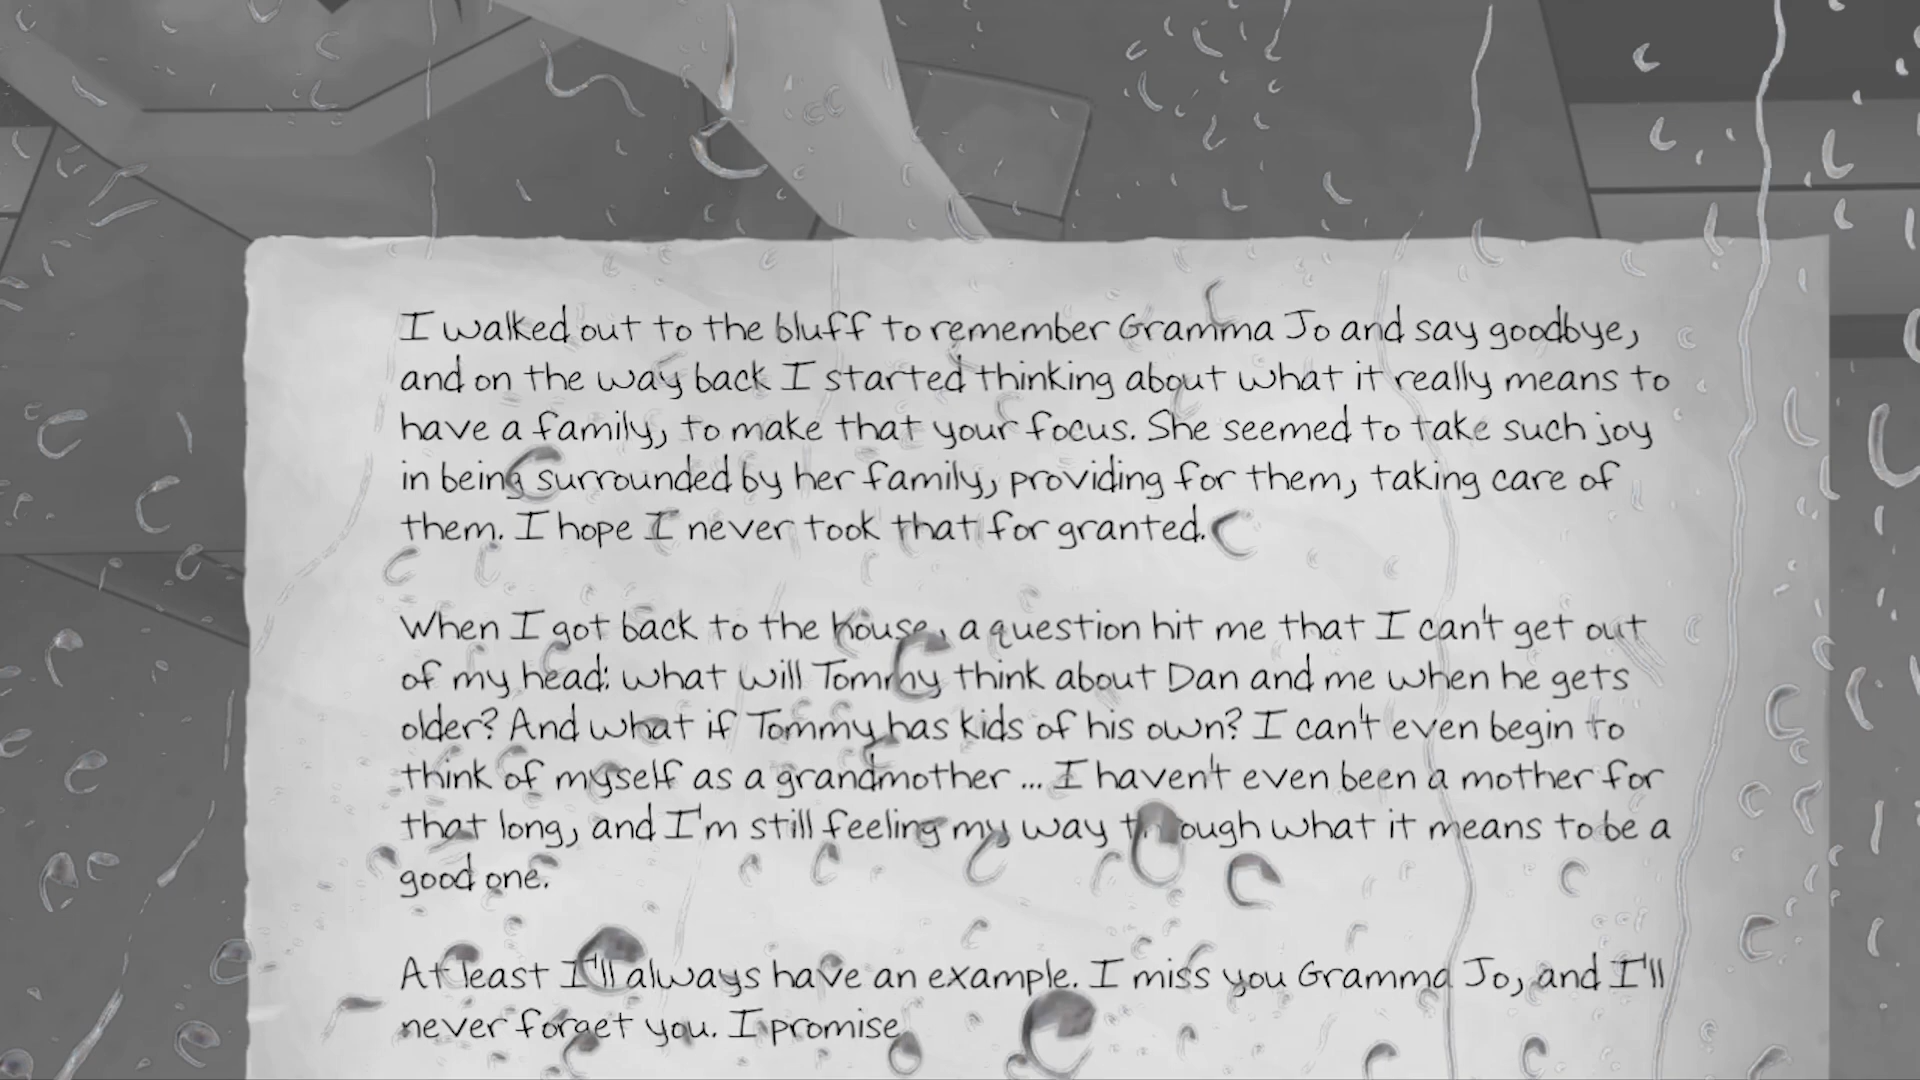 I walked out to the bluff to remember Gramma Jo and say goodbye,
and on the way back I started thinking about what it really means to
have a family, to make that your focus. She seemed to take such joy
in being surrounded by her family, providing for them, taking care of
them. I hope I never took that for granted.
When I got back to the house, a question hit me that I can't get out
of my head: what will Tommy think about Dan and me when he gets
older? And what if Tommy has kids of his own? I can't even begin to
think of myself as a grandmother ... I haven't even been a mother for
that long, and I'm still feeling my way through what it means to be a
good one.
At least I'll always have an example. I miss you Gramma Jo, and I'll
never forget you. I promise.